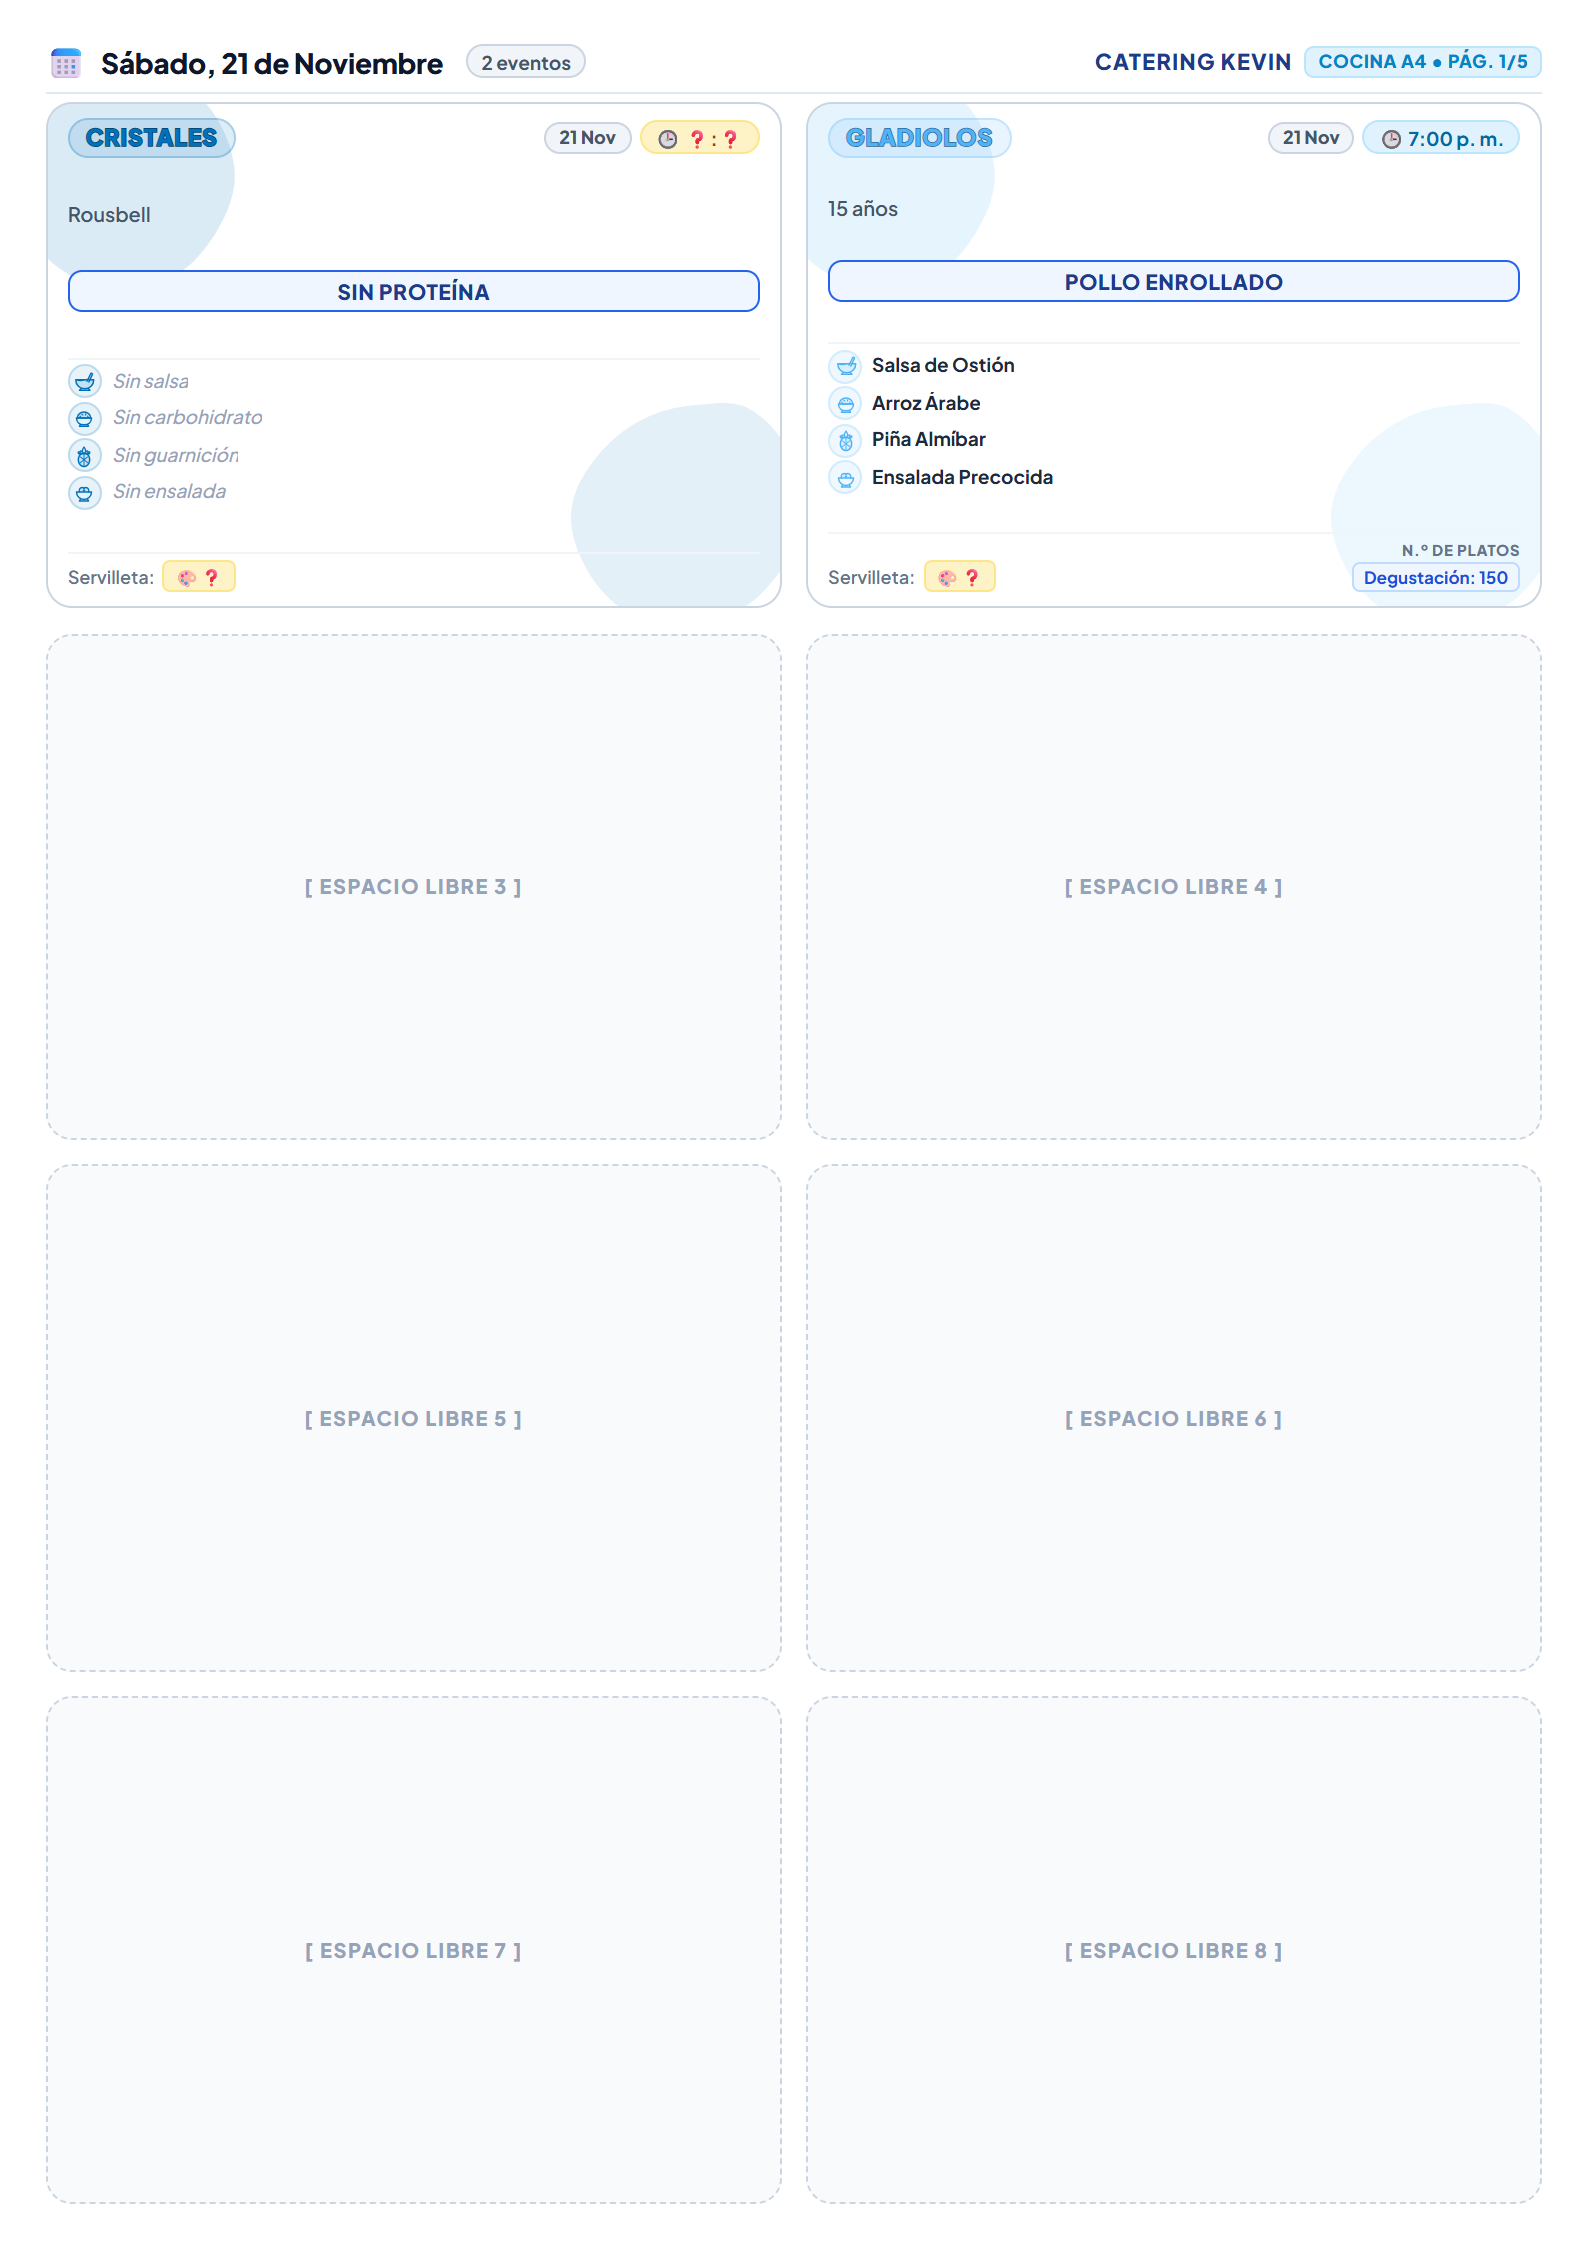 Sábado, 21 de Noviembre
2 eventos
CATERING KEVIN
COCINA A4 • PÁG. 1/5
CRISTALES
21 Nov
❓ : ❓
Rousbell
SIN PROTEÍNA
Sin salsa
Sin carbohidrato
Sin guarnición
Sin ensalada
Servilleta: ❓
GLADIOLOS
21 Nov
7:00 p. m.
15 años
POLLO ENROLLADO
Salsa de Ostión
Arroz Árabe
Piña Almíbar
Ensalada Precocida
Servilleta: ❓
N.º DE PLATOS
Degustación: 150
[ ESPACIO LIBRE 3 ]
[ ESPACIO LIBRE 4 ]
[ ESPACIO LIBRE 5 ]
[ ESPACIO LIBRE 6 ]
[ ESPACIO LIBRE 7 ]
[ ESPACIO LIBRE 8 ]